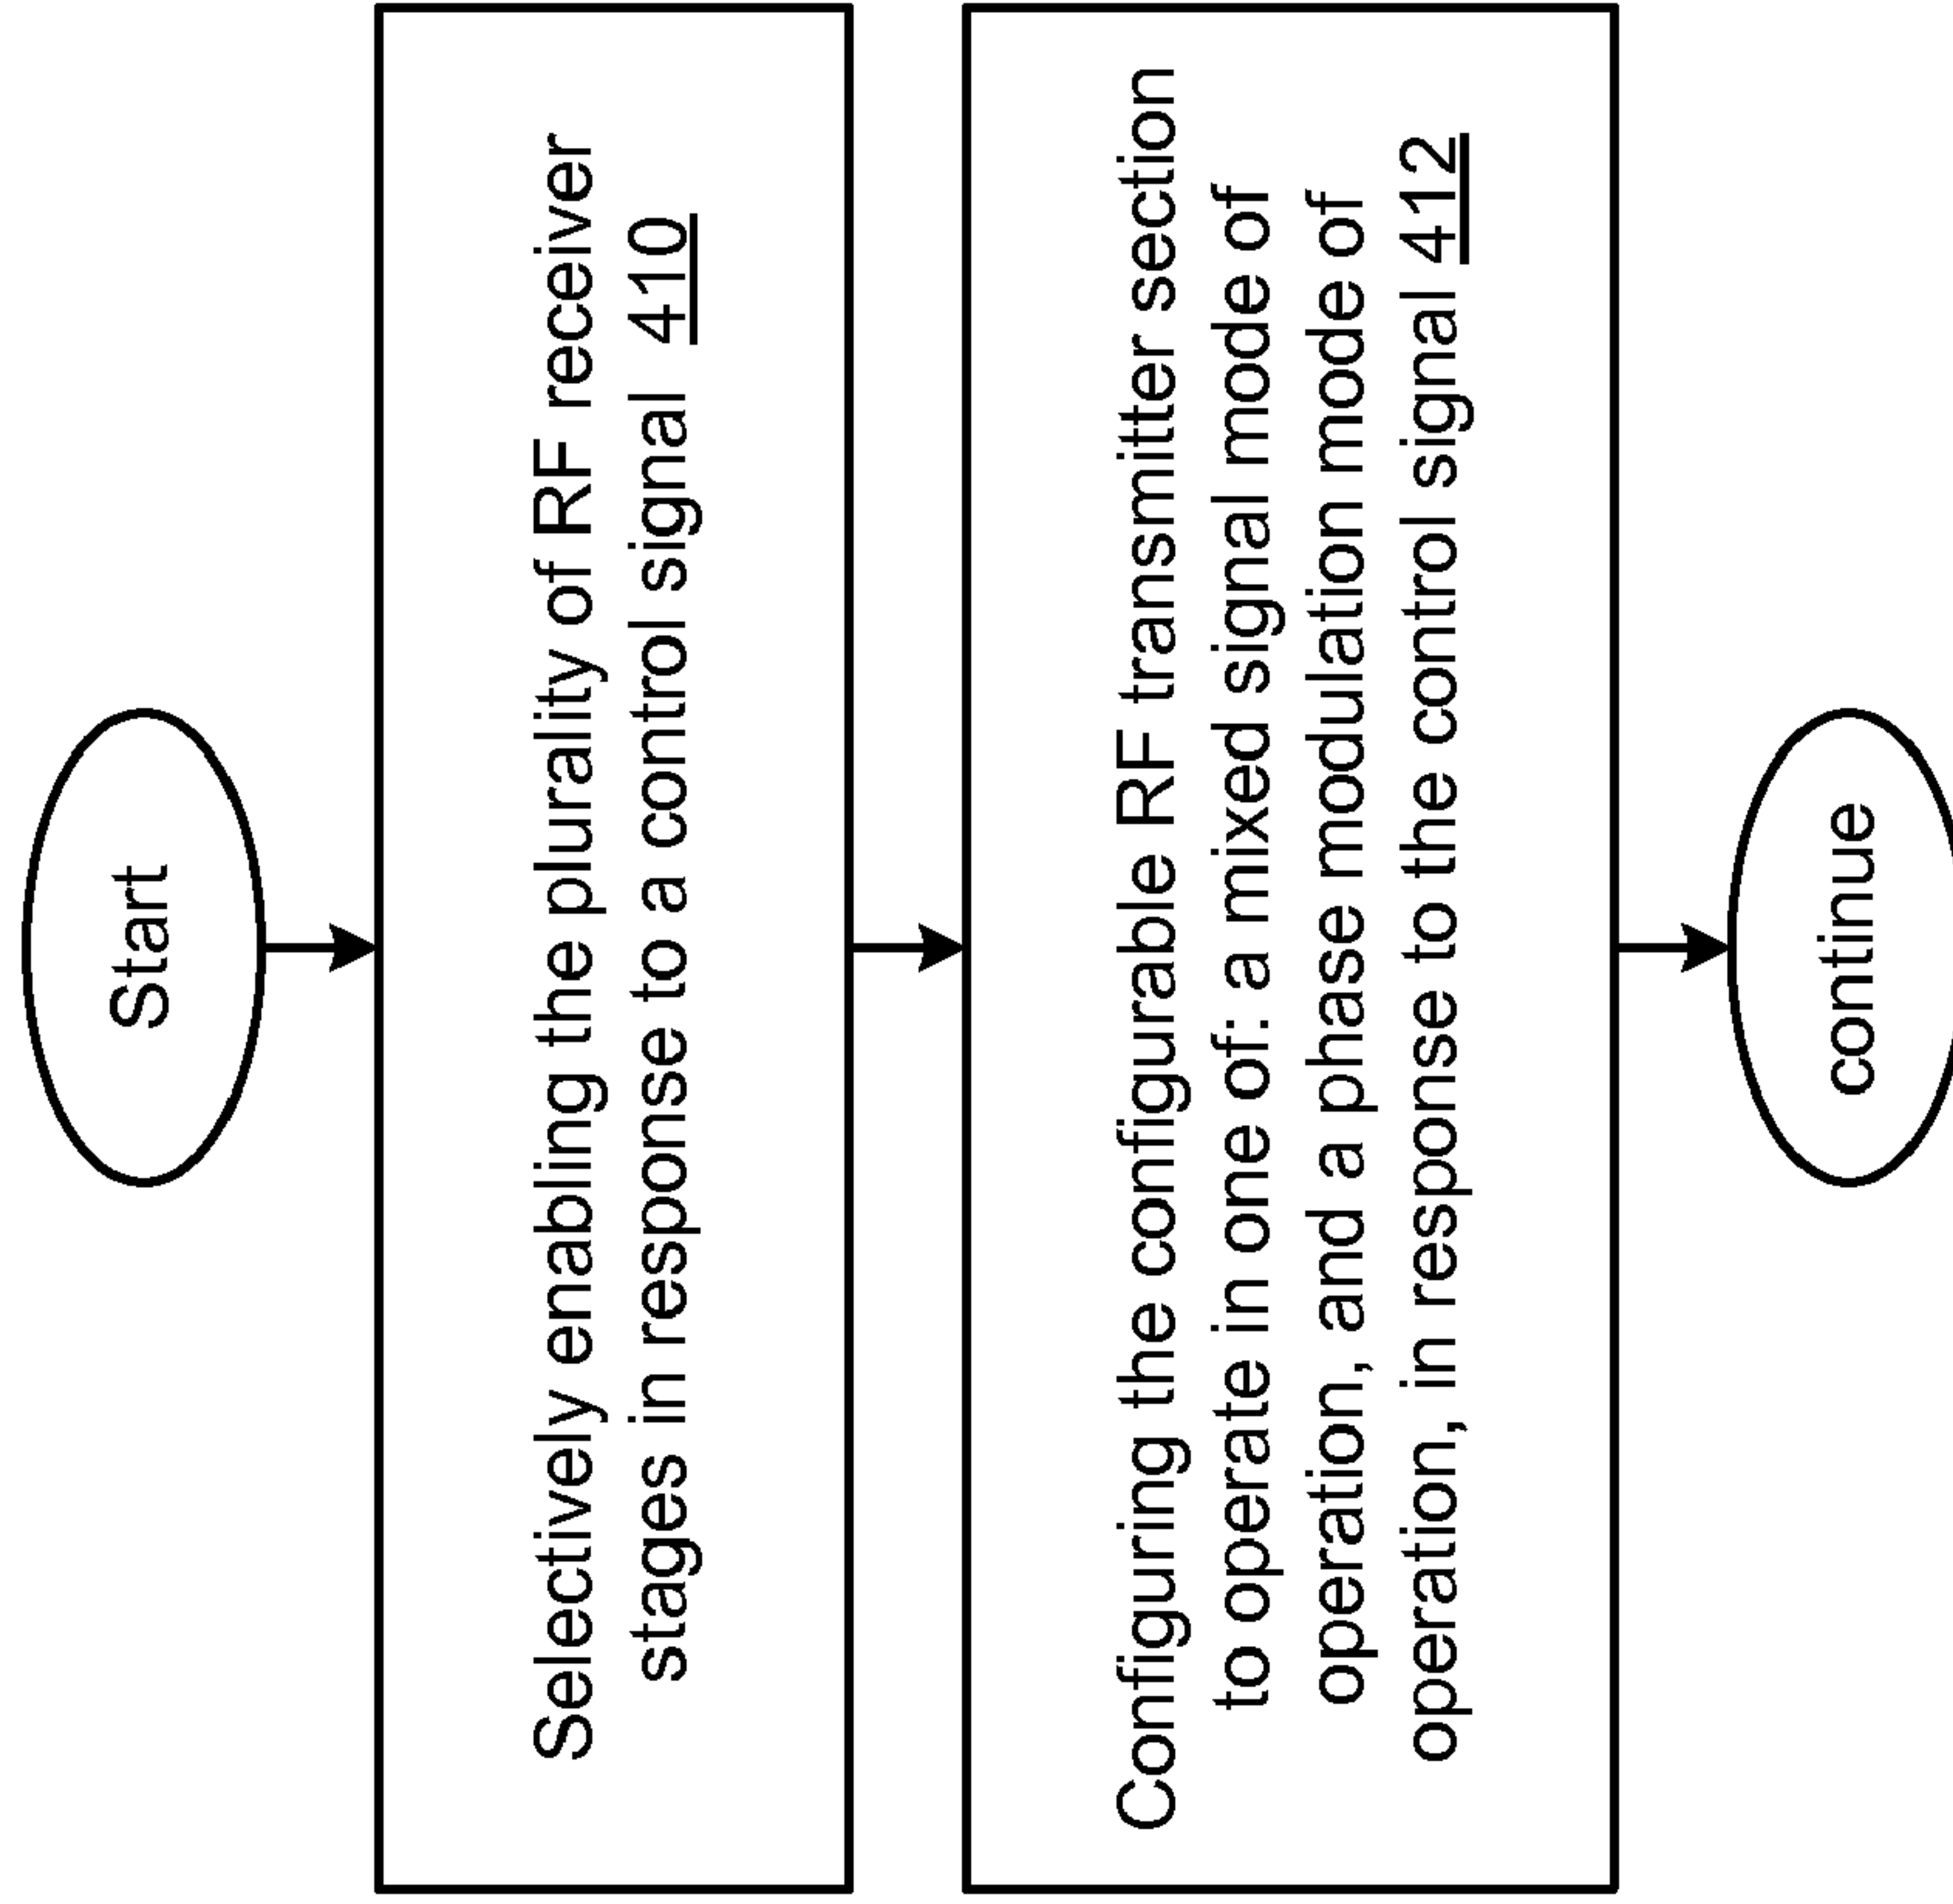 Start
Selectively enabling the plurality of RF receiver
stages in response to a control signal 410
Configuring the configurable RF transmitter section
to operate in one of: a mixed signal mode of
operation, and a phase modulation mode of
operation, in response to the control signal 412
continue